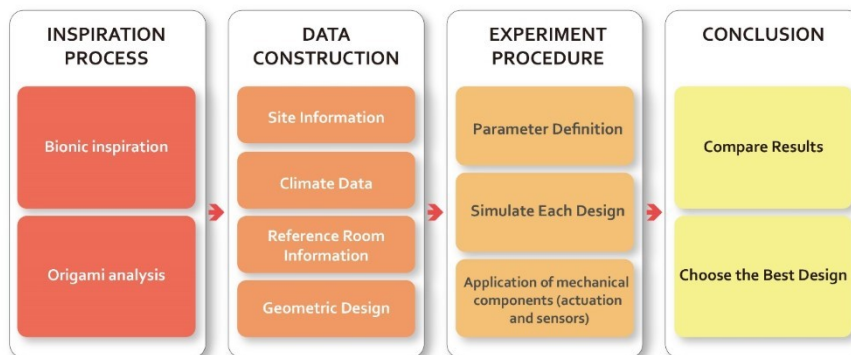 INSPIRATION
PROCESS
Bionic inspiration
Origami analysis
DATA
CONSTRUCTION
Site Information
Climate Data
Reference Room
Information
Geometric Design
EXPERIMENT
PROCEDURE
Parameter Definition
Simulate Each Design
Application of mechanical
components (actuation
and sensors)
CONCLUSION
Compare Results
Choose the Best Design